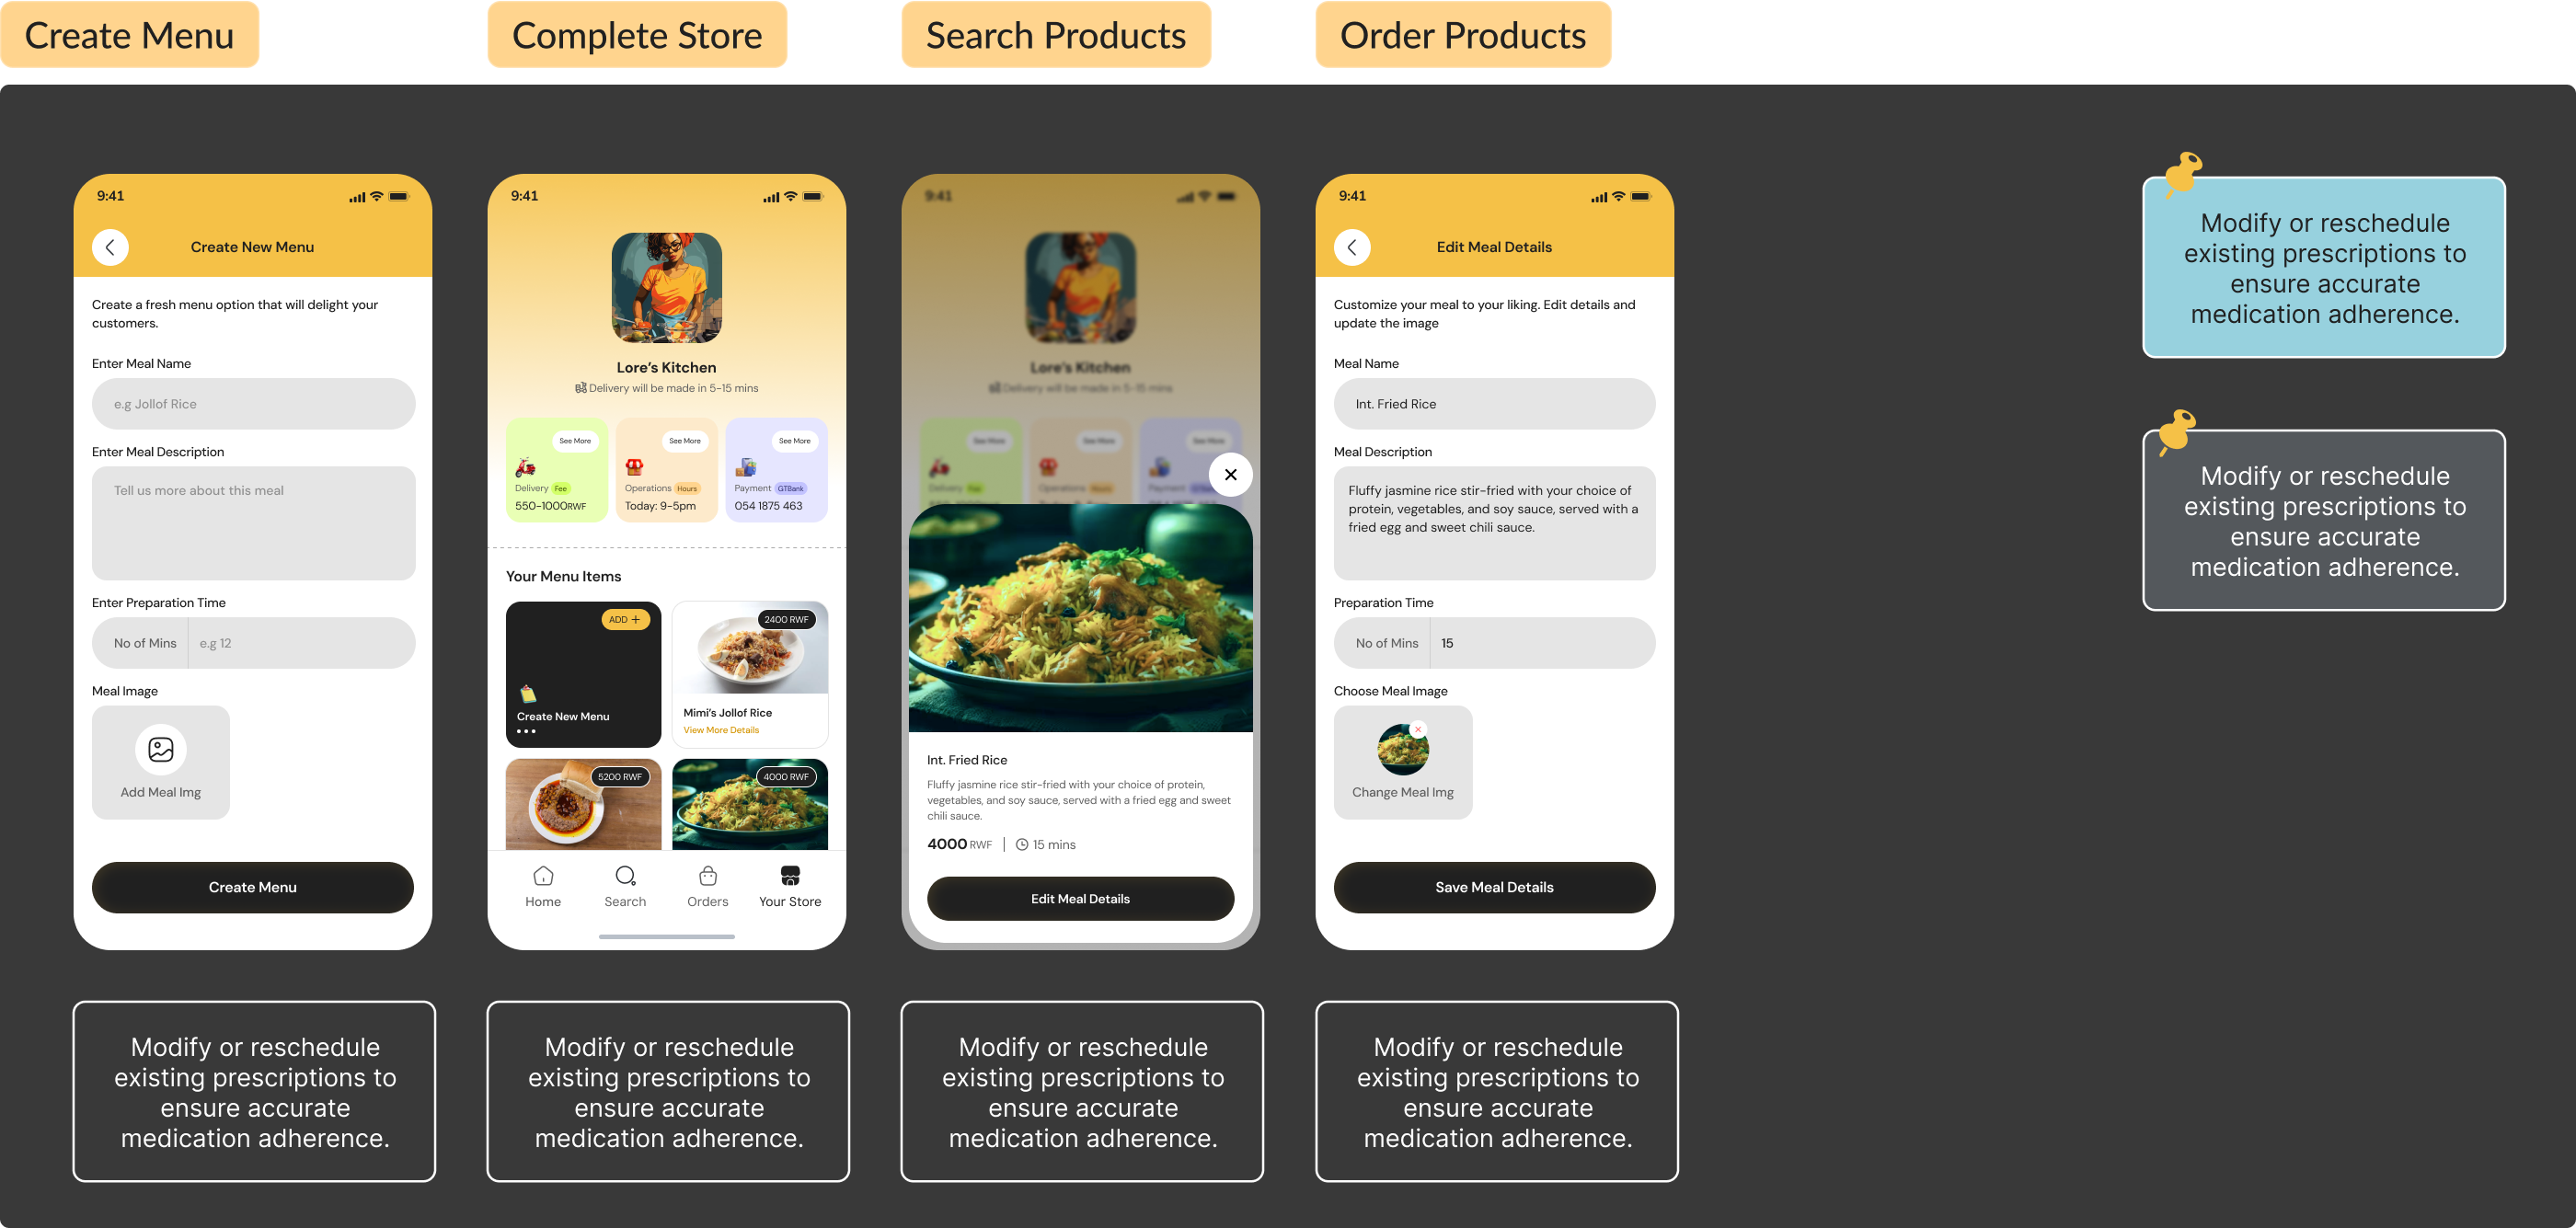 Create Menu
Complete Store
Search Products
Order Products
9:41
Create New Menu
Create a fresh menu option that will delight your
customers.
Enter Meal Name
e.g Jollof Rice
Enter Meal Description
Tell us more about this meal
Enter Preparation Time
No of Mins
e.g 12
Meal Image
Add Meal Img
Create Menu
9:41
Lore's Kitchen
Delivery will be made in 5-15 mins
See More
See More
See More
Delivery Fee
Operations Hours
Payment GTBank
550-1000RWF
Today: 9-5pm
054 1875 463
Your Menu Items
ADD +
2400 RWF
Create New Menu
Mimi's Jollof Rice
View More Details
5200 RWF
4000 RWF
Home
Search
Orders
Your Store
9:41
Lore's Kitchen
Delivery will be made in 5-15 mins
See More
See More
See More
Delivery Fee
Operations Hours
Payment
Int. Fried Rice
Fluffy jasmine rice stir-fried with your choice of protein,
vegetables, and soy sauce, served with a fried egg and sweet
chili sauce.
4000 RWF
15 mins
Edit Meal Details
9:41
Edit Meal Details
Customize your meal to your liking. Edit details and
update the image
Meal Name
Int. Fried Rice
Meal Description
Fluffy jasmine rice stir-fried with your choice of
protein, vegetables, and soy sauce, served with a
fried egg and sweet chili sauce.
Preparation Time
No of Mins
15
Choose Meal Image
Change Meal Img
Save Meal Details
Modify or reschedule
existing prescriptions to
ensure accurate
medication adherence.
Modify or reschedule
existing prescriptions to
ensure accurate
medication adherence.
Modify or reschedule
existing prescriptions to
ensure accurate
medication adherence.
Modify or reschedule
existing prescriptions to
ensure accurate
medication adherence.
Modify or reschedule
existing prescriptions to
ensure accurate
medication adherence.
Modify or reschedule
existing prescriptions to
ensure accurate
medication adherence.